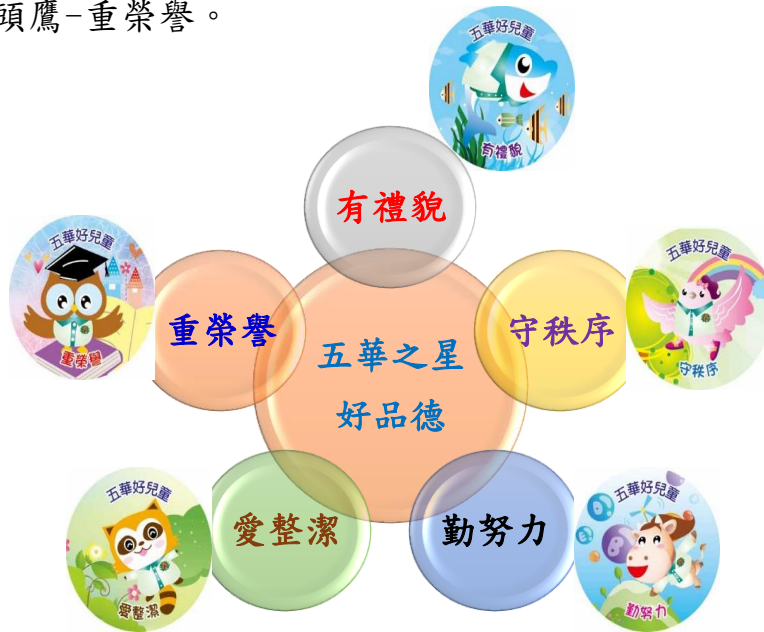 頭鷹-重榮譽。
五華好兒童
有禮貌
有禮貌
五華好兒童
重榮譽
重榮譽
五華之星
好品德
守秩序
五華好兒童
守秩序
五華好兒童
愛整潔
愛整潔
勤努力
五華好兒童
勤努力